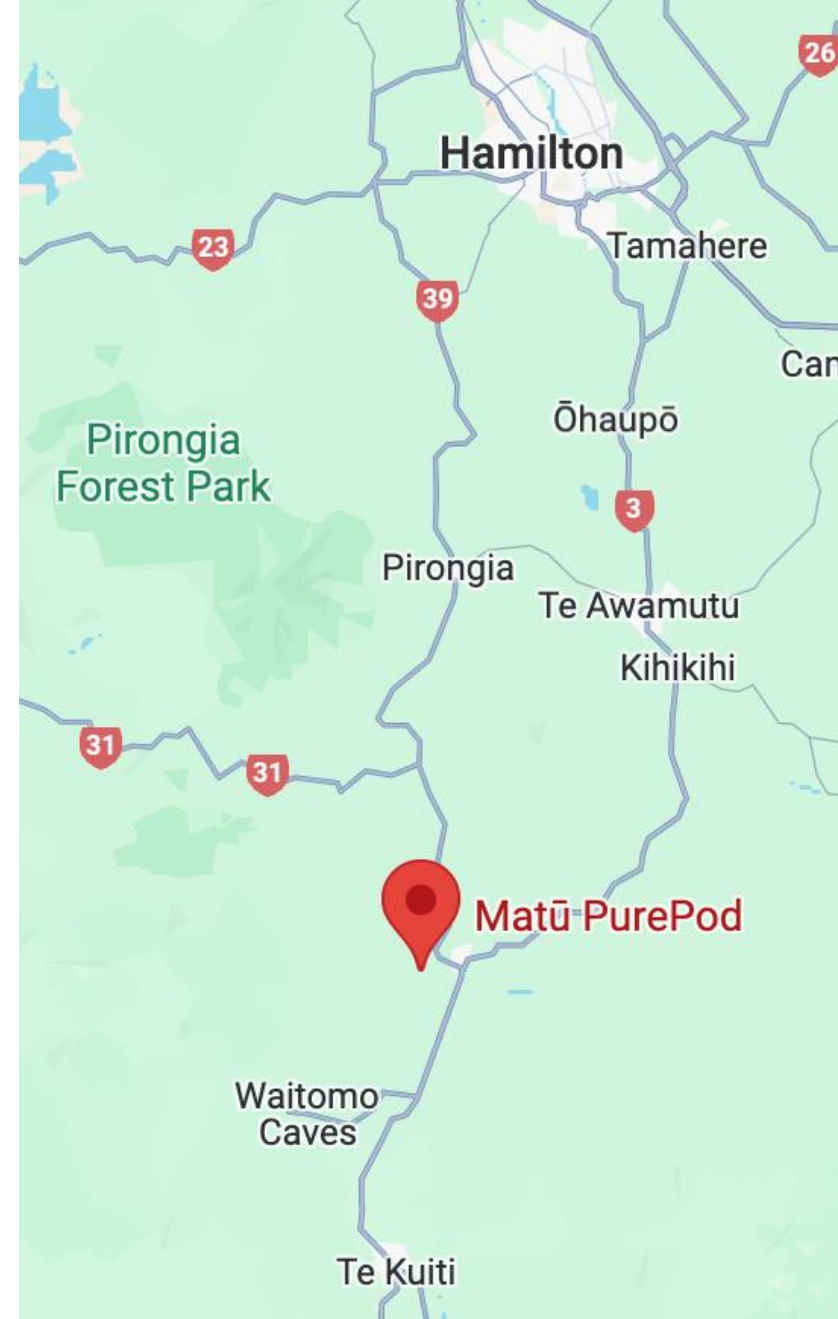 26
Hamilton
Tamahere
23
39
Can
Ōhaupō
Pirongia
Forest Park
3
Pirongia
Te Awamutu
Kihikihi
31
31
Matū PurePod
Waitomo
Caves
Te Kuiti